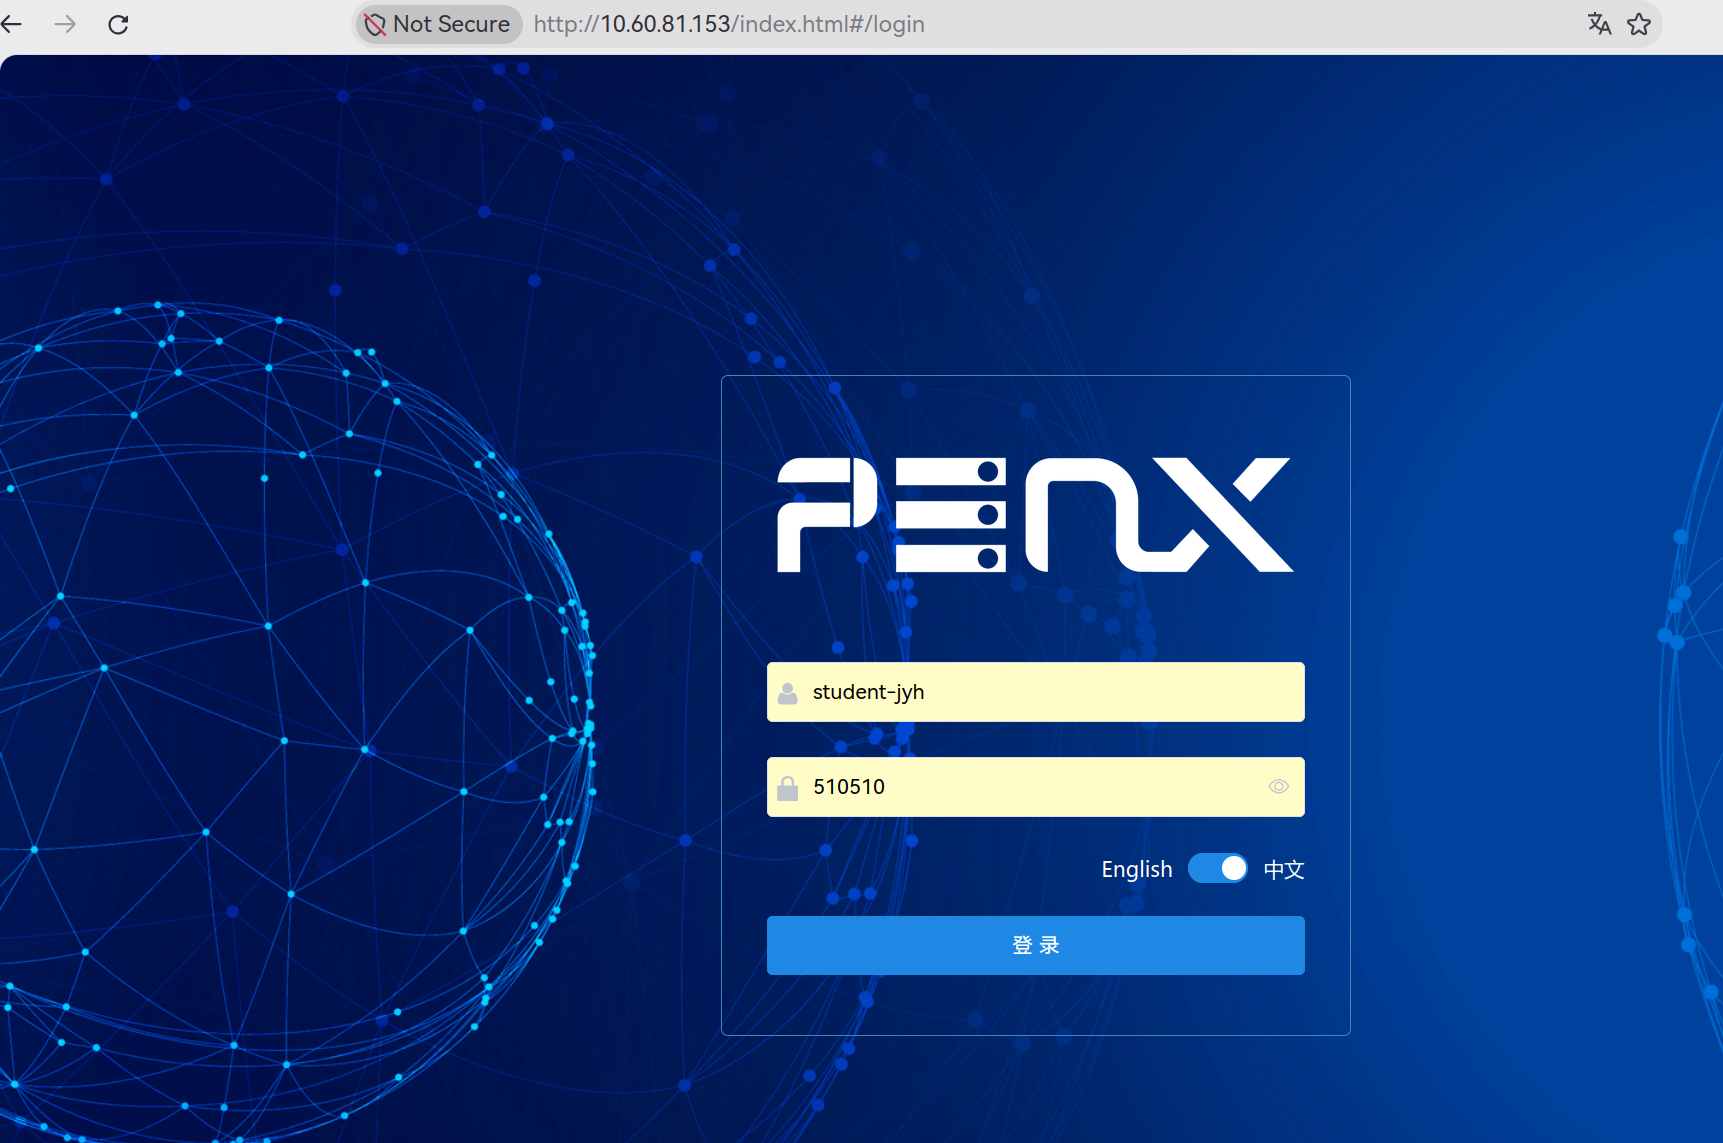 Not Secure http://10.60.81.153/index.html#/login
PENX
student-jyh
510510
English 中文
登 录